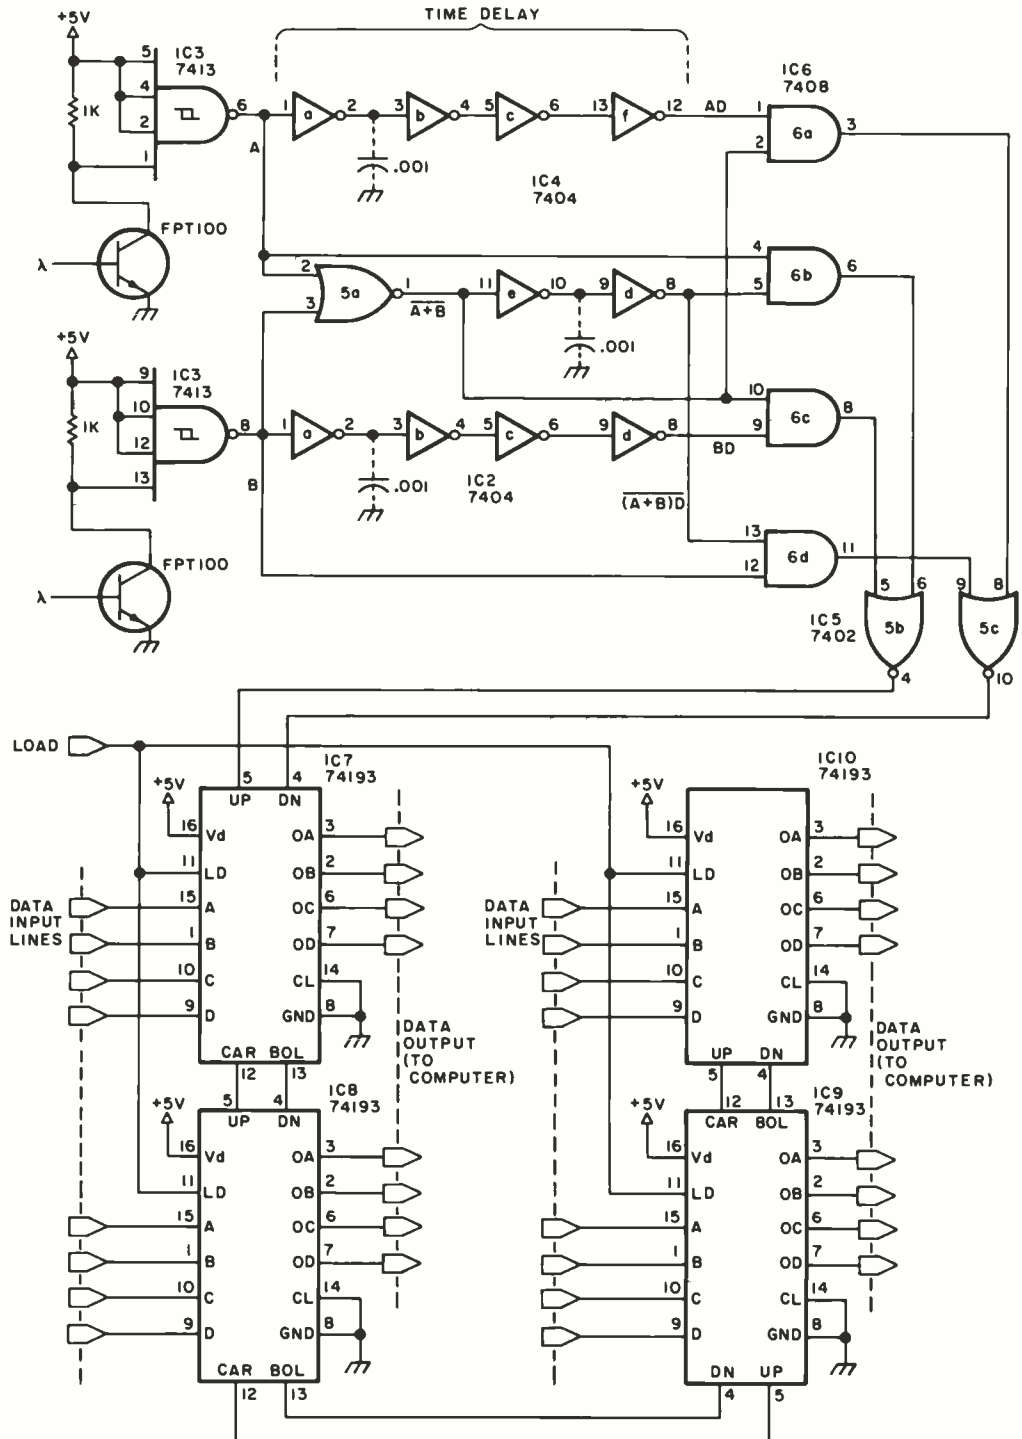 TIME DELAY
+5V
IC3
7413
5
4
2
1
6
1K
A
FPT100
λ
1
a
2
.001
3
b
4
5
c
6
13
f
12
AD
IC4
7404
IC6
7408
1
2
6a
3
2
3
5a
1
A+B
11
e
10
.001
9
d
8
4
5
6b
6
+5V
IC3
7413
9
10
12
13
8
1K
B
FPT100
λ
1
a
2
.001
3
b
4
5
c
6
9
d
8
BD
IC2
7404
(A+B)D
10
9
6c
8
13
12
6d
11
IC5
7402
5
6
5b
4
9
8
5c
10
LOAD
IC7
74193
+5V
5
4
UP
DN
16
Vd
11
LD
15
A
1
B
10
C
9
D
OA
3
OB
2
OC
6
OD
7
CL
14
GND
8
CAR
BOL
12
13
DATA
INPUT
LINES
DATA
OUTPUT
(TO
COMPUTER)
IC8
74193
+5V
5
4
UP
DN
16
Vd
11
LD
15
A
1
B
10
C
9
D
OA
3
OB
2
OC
6
OD
7
CL
14
GND
8
CAR
BOL
12
13
IC10
74193
+5V
16
Vd
11
LD
15
A
1
B
10
C
9
D
OA
3
OB
2
OC
6
OD
7
CL
14
GND
8
UP
DN
5
4
DATA
INPUT
LINES
DATA
OUTPUT
(TO
COMPUTER)
IC9
74193
+5V
12
13
CAR
BOL
16
Vd
11
LD
15
A
1
B
10
C
9
D
OA
3
OB
2
OC
6
OD
7
CL
14
GND
8
DN
UP
4
5